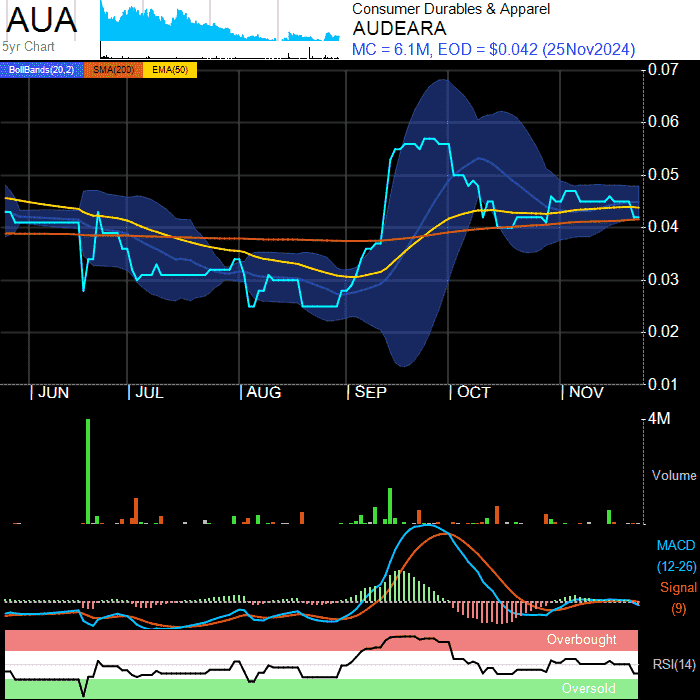 AUA
5yr Chart
Consumer Durables & Apparel
AUDEARA
MC = 6.1M, EOD = $0.042 (25Nov2024)
BollBands(20,2) SMA(200) EMA(50)
0.07
0.06
0.05
0.04
0.03
0.02
0.01
| JUN | JUL | AUG | SEP | OCT | NOV
4M
Volume
MACD
(12-26)
Signal
(9)
Overbought
RSI(14)
Oversold